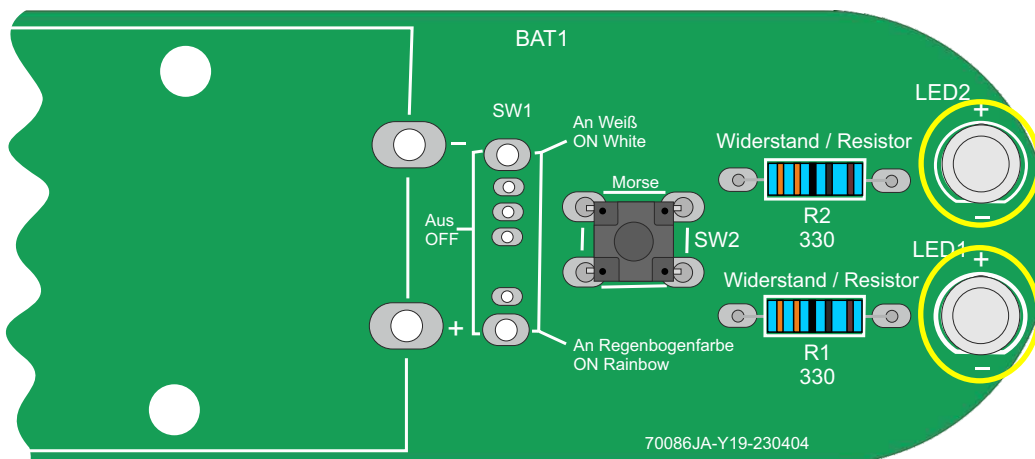 BAT1
LED2
+
SW1
An Weiß
ON White
Widerstand / Resistor
-
Morse
Aus
OFF
R2
330
-
SW2
LED1
+
Widerstand / Resistor
+
An Regenbogenfarbe
ON Rainbow
R1
330
-
70086JA-Y19-230404